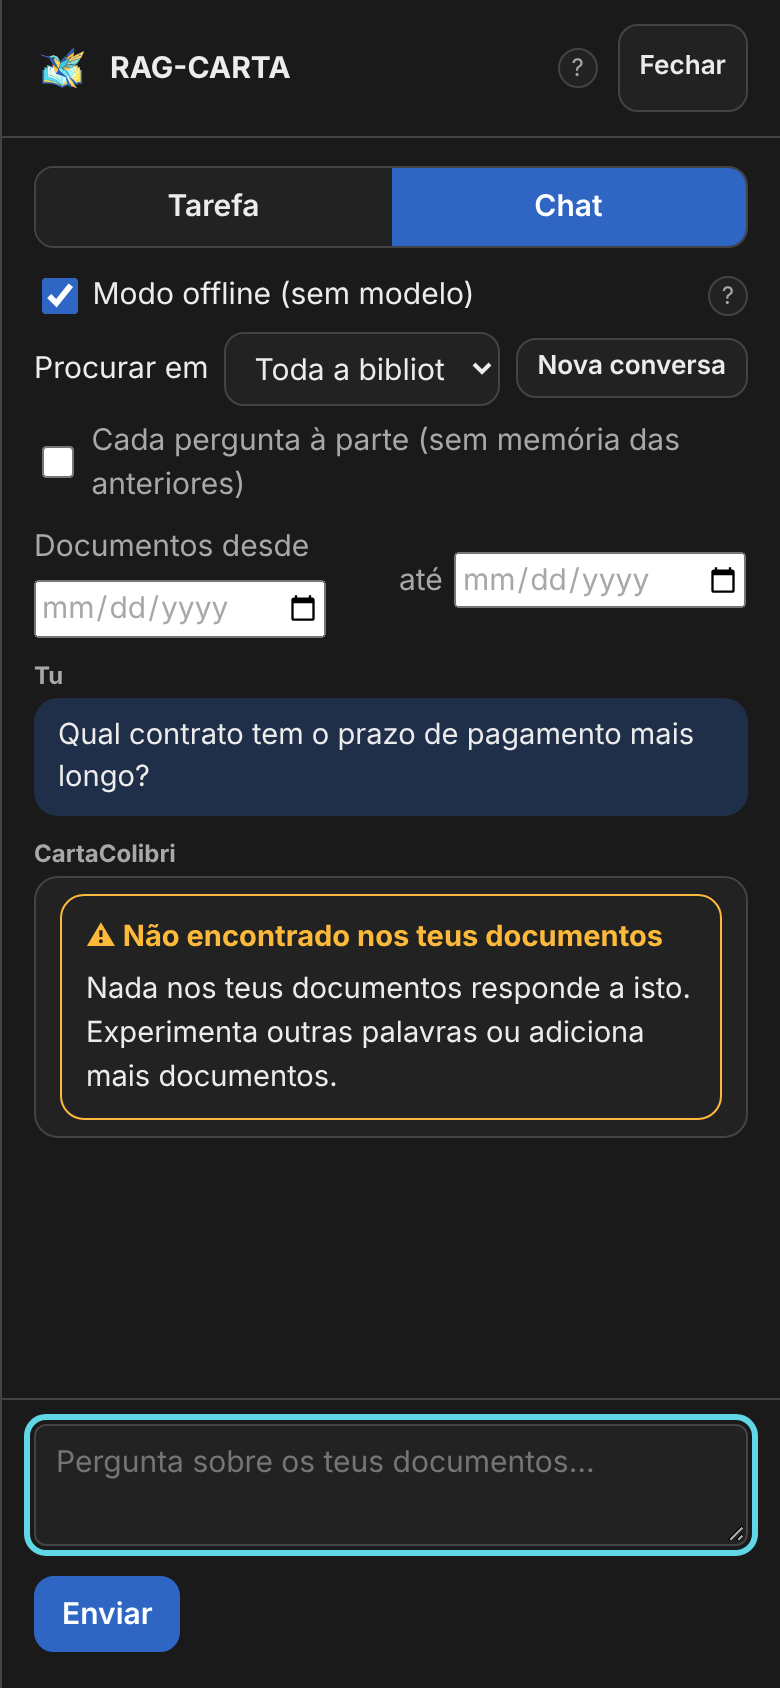 RAG-CARTA
?
Fechar
Tarefa
Chat
Modo offline (sem modelo)
?
Procurar em
Toda a bibliot
Nova conversa
Cada pergunta à parte (sem memória das
anteriores)
Documentos desde
mm/dd/yyyy
até
mm/dd/yyyy
Tu
Qual contrato tem o prazo de pagamento mais
longo?
CartaColibri
⚠ Não encontrado nos teus documentos
Nada nos teus documentos responde a isto.
Experimenta outras palavras ou adiciona
mais documentos.
Pergunta sobre os teus documentos...
Enviar